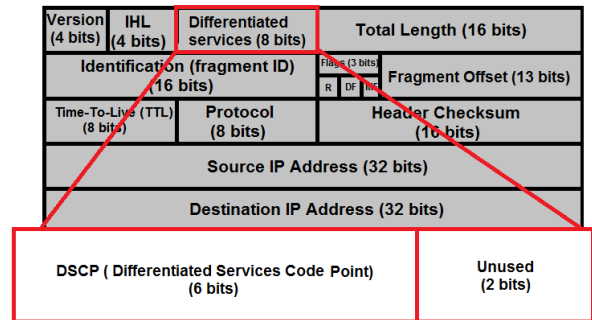 Version
(4 bits)
IHL
(4 bits)
Differentiated
services (8 bits)
Total Length (16 bits)
Identification (fragment ID)
(16 bits)
Flags (3 bits)
R
DF
MF
Fragment Offset (13 bits)
Time-To-Live (TTL)
(8 bits)
Protocol
(8 bits)
Header Checksum
(16 bits)
Source IP Address (32 bits)
Destination IP Address (32 bits)
DSCP ( Differentiated Services Code Point)
(6 bits)
Unused
(2 bits)